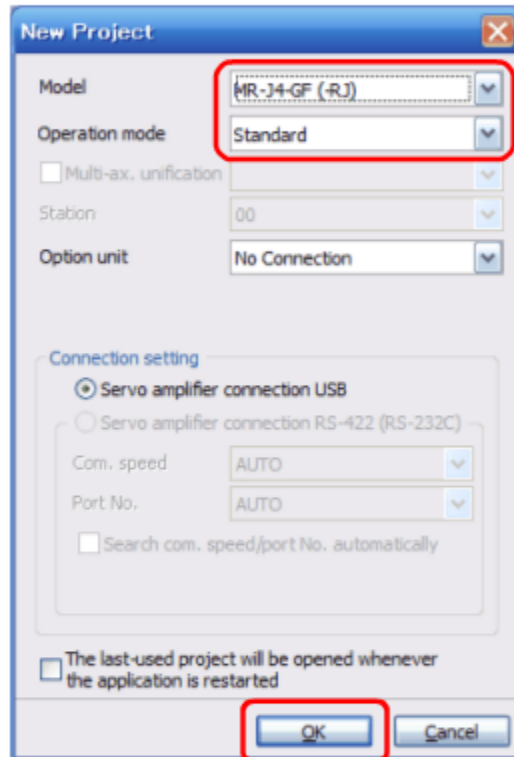 New Project
Model
MR-J4-GF (-RJ)
Operation mode
Standard
Multi-ax. unification
Station
00
Option unit
No Connection
Connection setting
Servo amplifier connection USB
Servo amplifier connection RS-422 (RS-232C)
Com. speed
AUTO
Port No.
AUTO
Search com. speed/port No. automatically
The last-used project will be opened whenever
the application is restarted
OK
Cancel